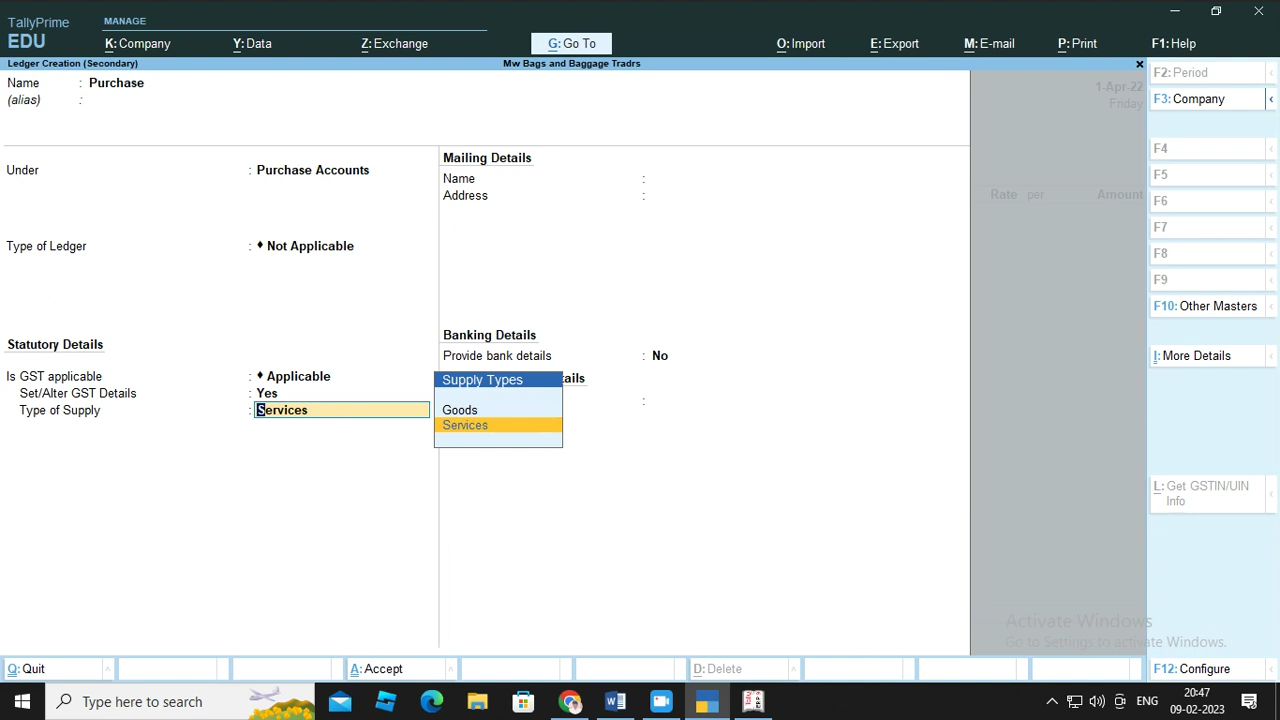 TallyPrime
EDU
MANAGE
K: Company
Y: Data
Z: Exchange
G: Go To
O: Import
E: Export
M: E-mail
P: Print
F1: Help
Ledger Creation (Secondary)
Mw Bags and Baggage Tradrs
Name : Purchase
(alias) :
Under : Purchase Accounts
Type of Ledger : ♦ Not Applicable
Statutory Details
Is GST applicable : ♦ Applicable
Set/Alter GST Details : Yes
Type of Supply : Services
Mailing Details
Name :
Address :
Banking Details
Provide bank details : No
ails
:
Supply Types
Goods
Services
1-Apr-22
Friday
Rate per Amount
F2: Period
F3: Company
F4
F5
F6
F7
F8
F9
F10: Other Masters
I: More Details
L: Get GSTIN/UIN
Info
Activate Windows
Go to Settings to activate Windows.
Q: Quit
A: Accept
D: Delete
F12: Configure
Type here to search
ENG
20:47
09-02-2023